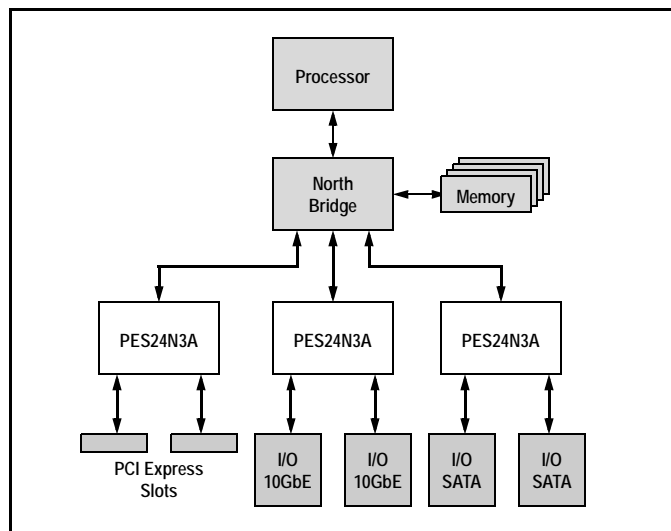 Processor
North
Bridge
Memory
PES24N3A
PES24N3A
PES24N3A
PCI Express
Slots
I/O
10GbE
I/O
10GbE
I/O
SATA
I/O
SATA